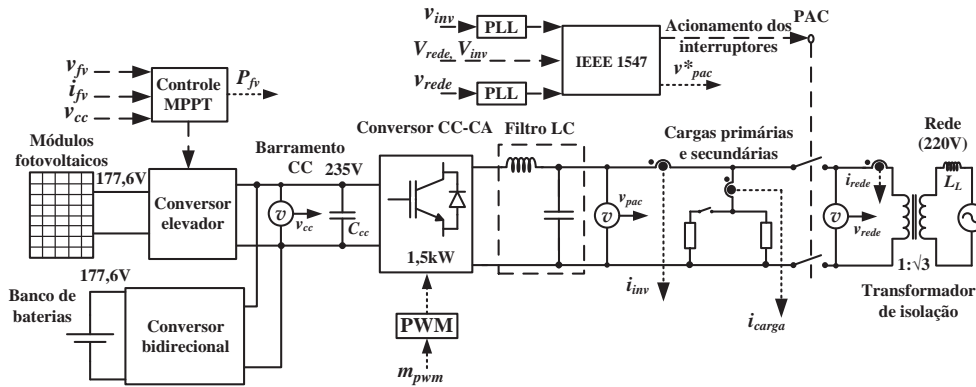 v_inv
PLL
V_rede, V_inv
v_rede
PLL
IEEE 1547
Acionamento dos
interruptores
v*_pac
PAC
v_fv
i_fv
v_cc
Controle
MPPT
P_fv
Módulos
fotovoltaicos
177,6V
Conversor
elevador
Barramento
CC
235V
v
v_cc
C_cc
Conversor CC-CA
1,5kW
Filtro LC
v
v_pac
Cargas primárias
e secundárias
Rede
(220V)
i_rede
L_L
v
v_rede
1:√3
Transformador
de isolação
i_inv
i_carga
177,6V
Banco de
baterias
Conversor
bidirecional
PWM
m_pwm